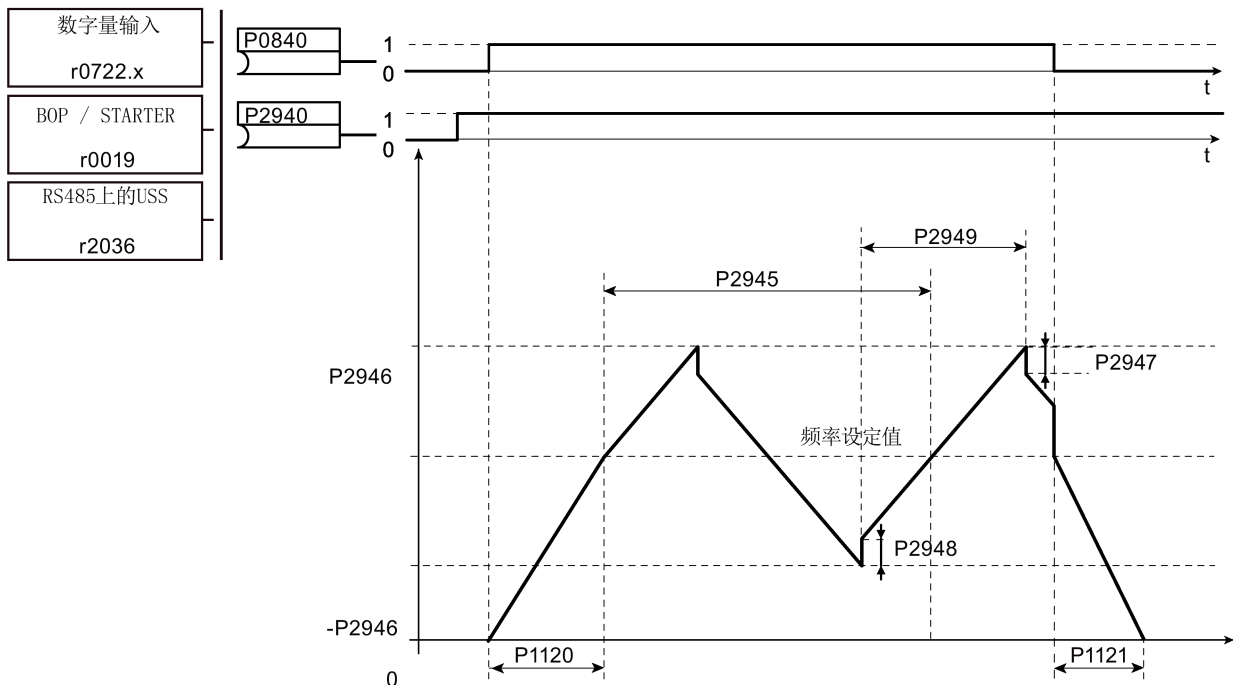 数字量输入
r0722.x
BOP / STARTER
r0019
RS485上的USS
r2036
P0840
1
0
t
P2940
1
0
t
P2949
P2945
P2946
P2947
频率设定值
P2948
-P2946
P1120
P1121
0